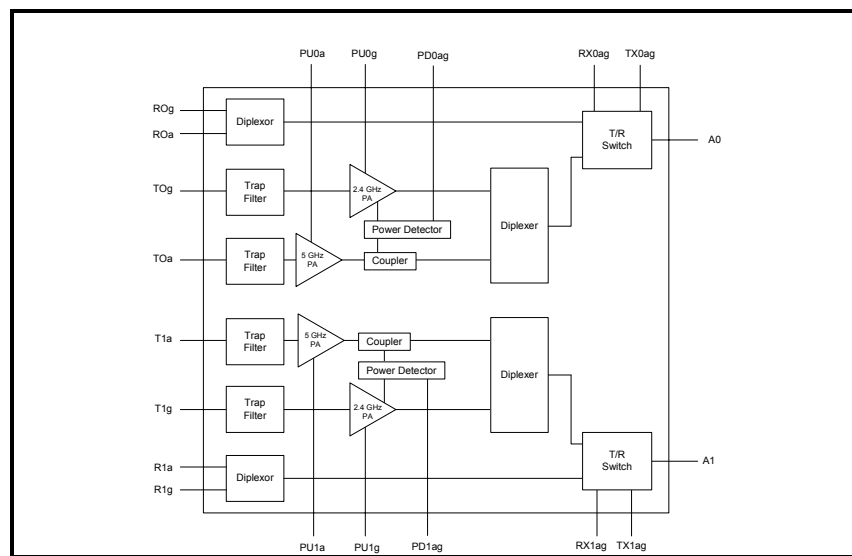 PU0a PU0g PD0ag RX0ag TX0ag
ROg
ROa
Diplexor
T/R
Switch
A0
TOg
Trap
Filter
2.4 GHz
PA
Power Detector
Diplexer
TOa
Trap
Filter
5 GHz
PA
Coupler
T1a
Trap
Filter
5 GHz
PA
Coupler
Power Detector
Diplexer
T1g
Trap
Filter
2.4 GHz
PA
R1a
R1g
Diplexor
T/R
Switch
A1
PU1a PU1g PD1ag RX1ag TX1ag